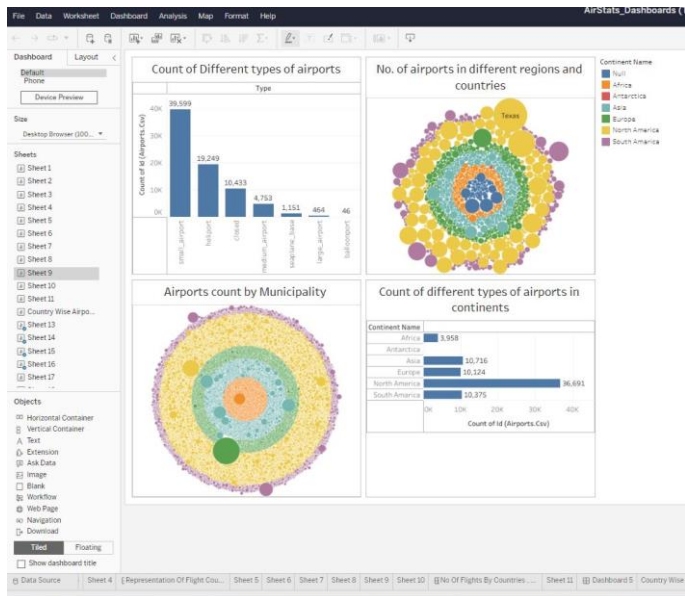 File Data Worksheet Dashboard Analysis Map Format Help
AirStats_Dashboards (
Dashboard Layout
Default
Phone
Device Preview
Size
Desktop Browser (100...
Sheets
Sheet 1
Sheet 2
Sheet 3
Sheet 4
Sheet 5
Sheet 6
Sheet 7
Sheet 8
Sheet 9
Sheet 10
Sheet 11
Country Wise Airpo...
Sheet 13
Sheet 14
Sheet 15
Sheet 16
Sheet 17
Objects
Horizontal Container
Vertical Container
Text
Extension
Ask Data
Image
Blank
Workflow
Web Page
Navigation
Download
Tiled Floating
Show dashboard title
Count of Different types of airports
Type
Count of Id (Airports.Csv)
40K
30K
20K
10K
0K
39,599
19,249
10,433
4,753
1,151
464
46
small_airport
heliport
closed
medium_airport
seaplane_base
large_airport
balloonport
No. of airports in different regions and
countries
Texas
Continent Name
Null
Africa
Antarctica
Asia
Europe
North America
South America
Airports count by Municipality
Count of different types of airports in
continents
Continent Name
Africa 3,958
Antarctica
Asia 10,716
Europe 10,124
North America 36,691
South America 10,375
0K 10K 20K 30K 40K
Count of Id (Airports.Csv)
Data Source Sheet 4 Representation Of Flight Cou... Sheet 5 Sheet 6 Sheet 7 Sheet 8 Sheet 9 Sheet 10 No Of Flights By Countries ... Sheet 11 Dashboard 5 Country Wise